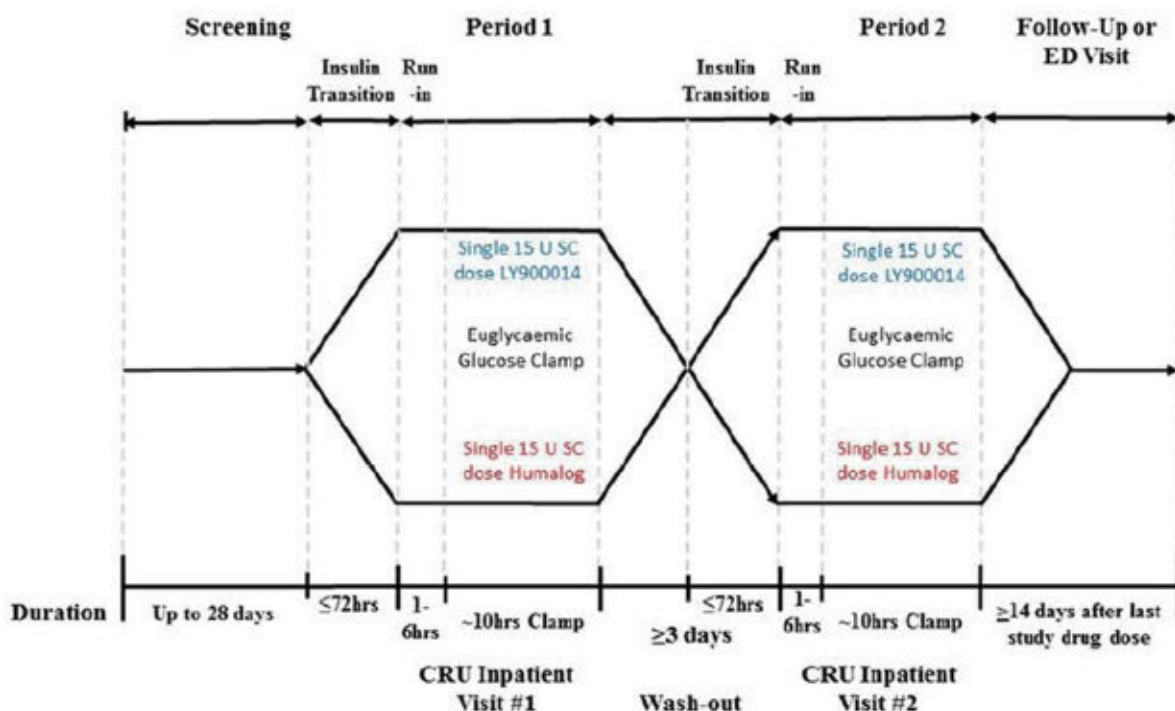 Screening
Period 1
Period 2
Follow-Up or
ED Visit
Insulin
Transition
Run
-in
Insulin
Transition
Run
-in
Single 15 U SC
dose LY900014
Single 15 U SC
dose LY900014
Euglycaemic
Glucose Clamp
Euglycaemic
Glucose Clamp
Single 15 U SC
dose Humalog
Single 15 U SC
dose Humalog
Duration
Up to 28 days
≤72hrs
1-
6hrs
~10hrs Clamp
≥3 days
≤72hrs
1-
6hrs
~10hrs Clamp
≥14 days after last
study drug dose
CRU Inpatient
Visit #1
Wash-out
CRU Inpatient
Visit #2